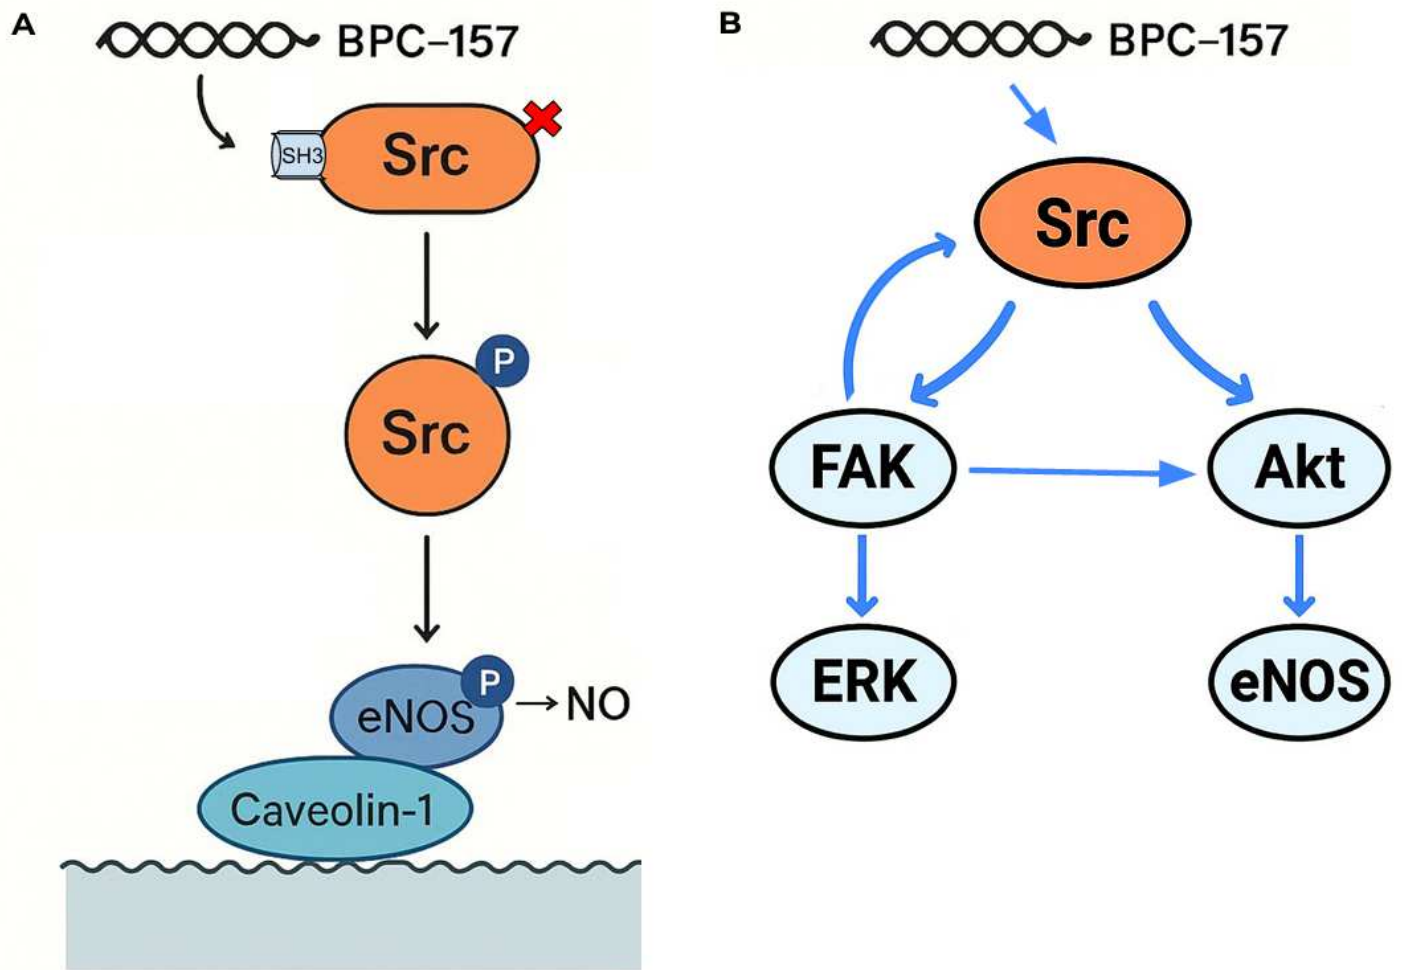 A
BPC–157
SH3
Src
P
Src
P
eNOS
→ NO
Caveolin-1
B
BPC–157
Src
FAK
Akt
ERK
eNOS